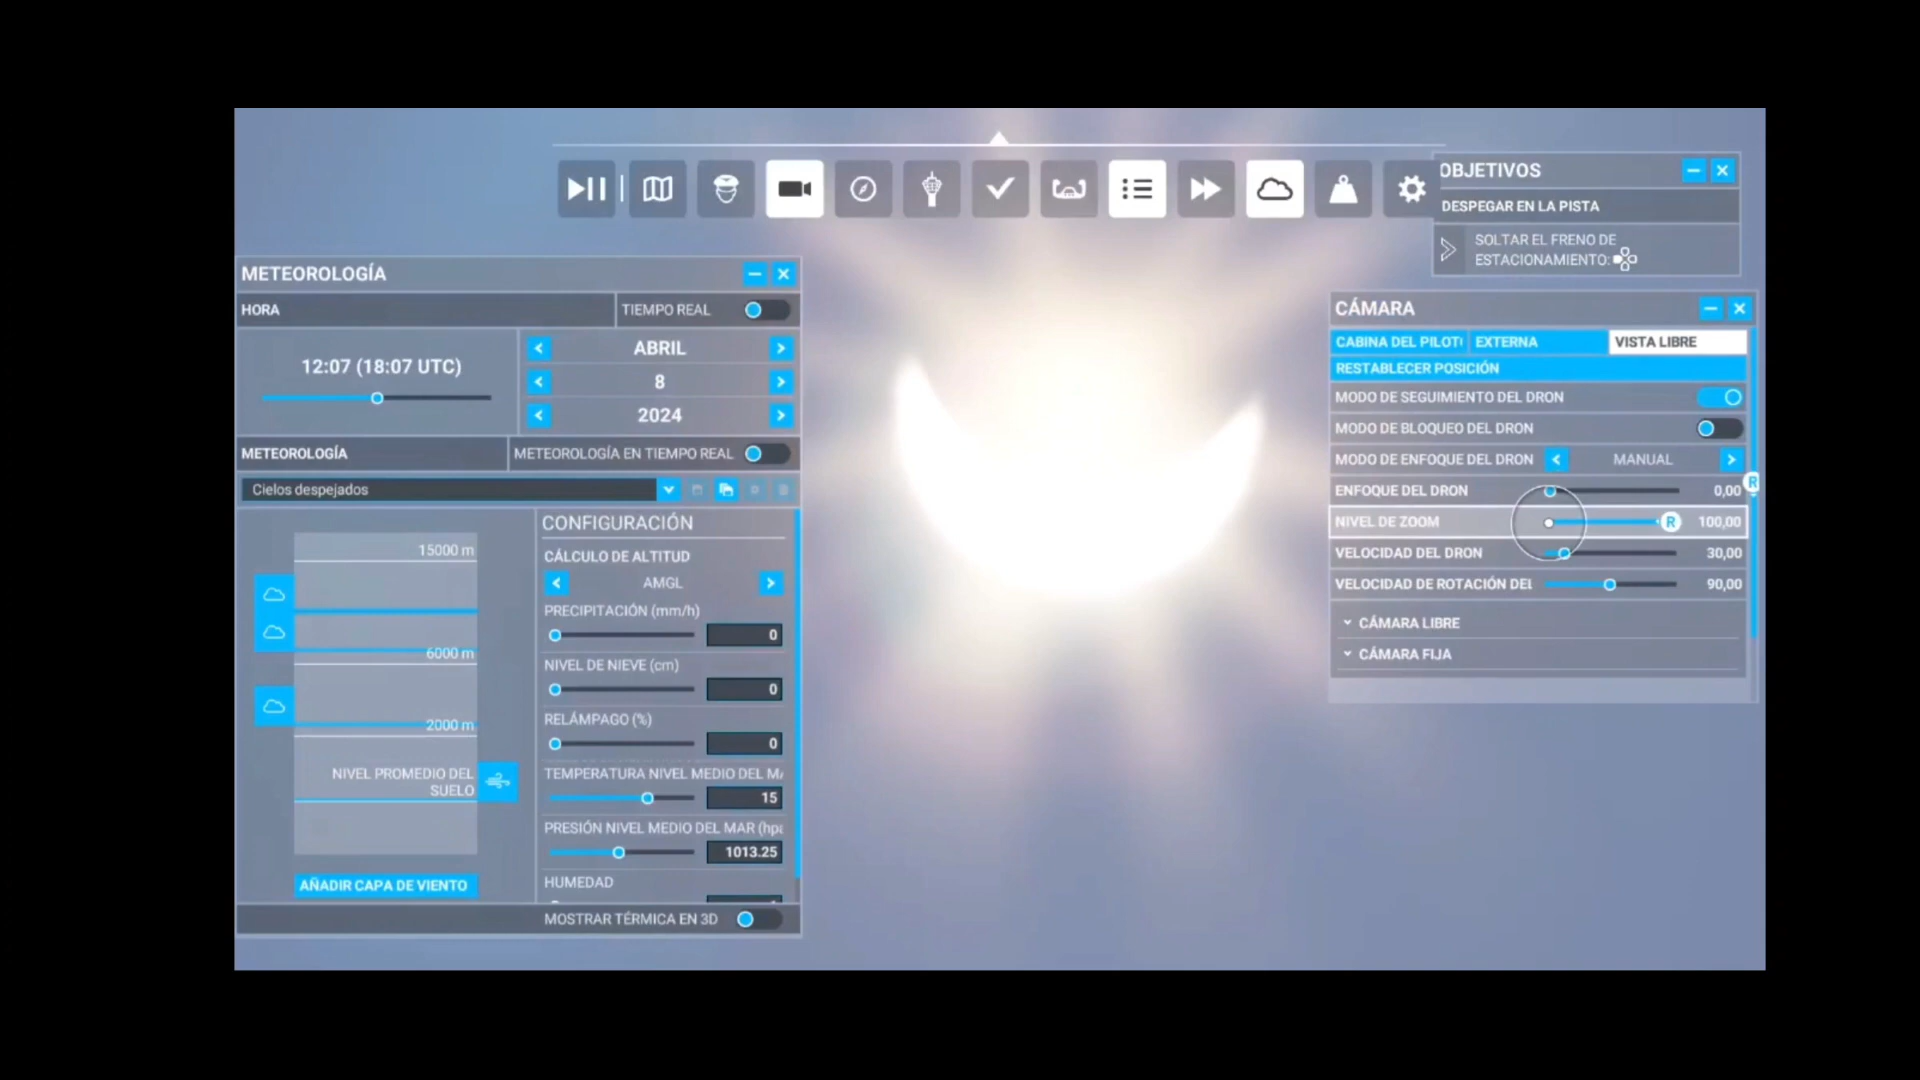 OBJETIVOS
DESPEGAR EN LA PISTA
SOLTAR EL FRENO DE
ESTACIONAMIENTO:
METEOROLOGÍA
HORA
TIEMPO REAL
12:07 (18:07 UTC)
ABRIL
8
2024
METEOROLOGÍA
METEOROLOGÍA EN TIEMPO REAL
Cielos despejados
15000 m
6000 m
2000 m
NIVEL PROMEDIO DEL
SUELO
AÑADIR CAPA DE VIENTO
CONFIGURACIÓN
CÁLCULO DE ALTITUD
AMGL
PRECIPITACIÓN (mm/h)
0
NIVEL DE NIEVE (cm)
0
RELÁMPAGO (%)
0
TEMPERATURA NIVEL MEDIO DEL MA
15
PRESIÓN NIVEL MEDIO DEL MAR (hpa
1013.25
HUMEDAD
MOSTRAR TÉRMICA EN 3D
CÁMARA
CABINA DEL PILOT EXTERNA VISTA LIBRE
RESTABLECER POSICIÓN
MODO DE SEGUIMIENTO DEL DRON
MODO DE BLOQUEO DEL DRON
MODO DE ENFOQUE DEL DRON MANUAL
R
ENFOQUE DEL DRON 0,00
NIVEL DE ZOOM R 100,00
VELOCIDAD DEL DRON 30,00
VELOCIDAD DE ROTACIÓN DEL 90,00
CÁMARA LIBRE
CÁMARA FIJA